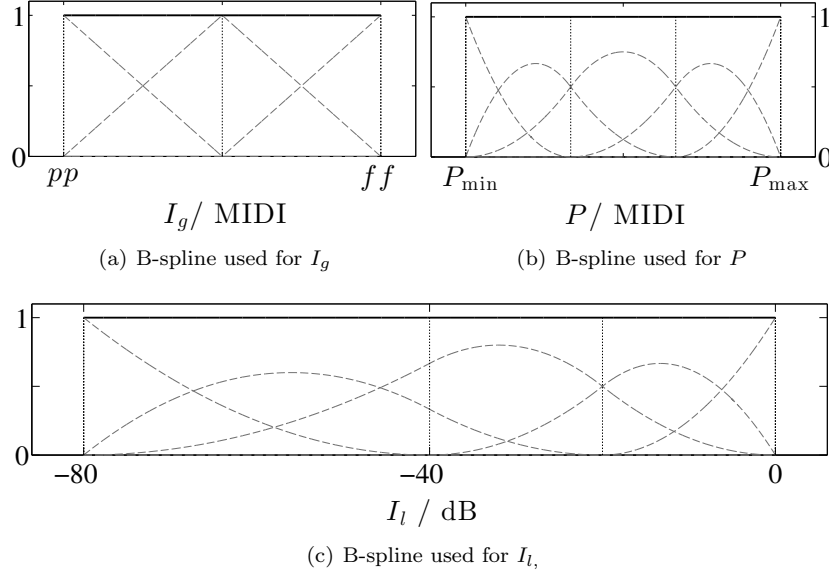 1
0
pp ff
I_g/ MIDI
(a) B-spline used for I_g
1
0
P_min P_max
P/ MIDI
(b) B-spline used for P
1
0
−80 −40 −20 0
I_l / dB
(c) B-spline used for I_l,